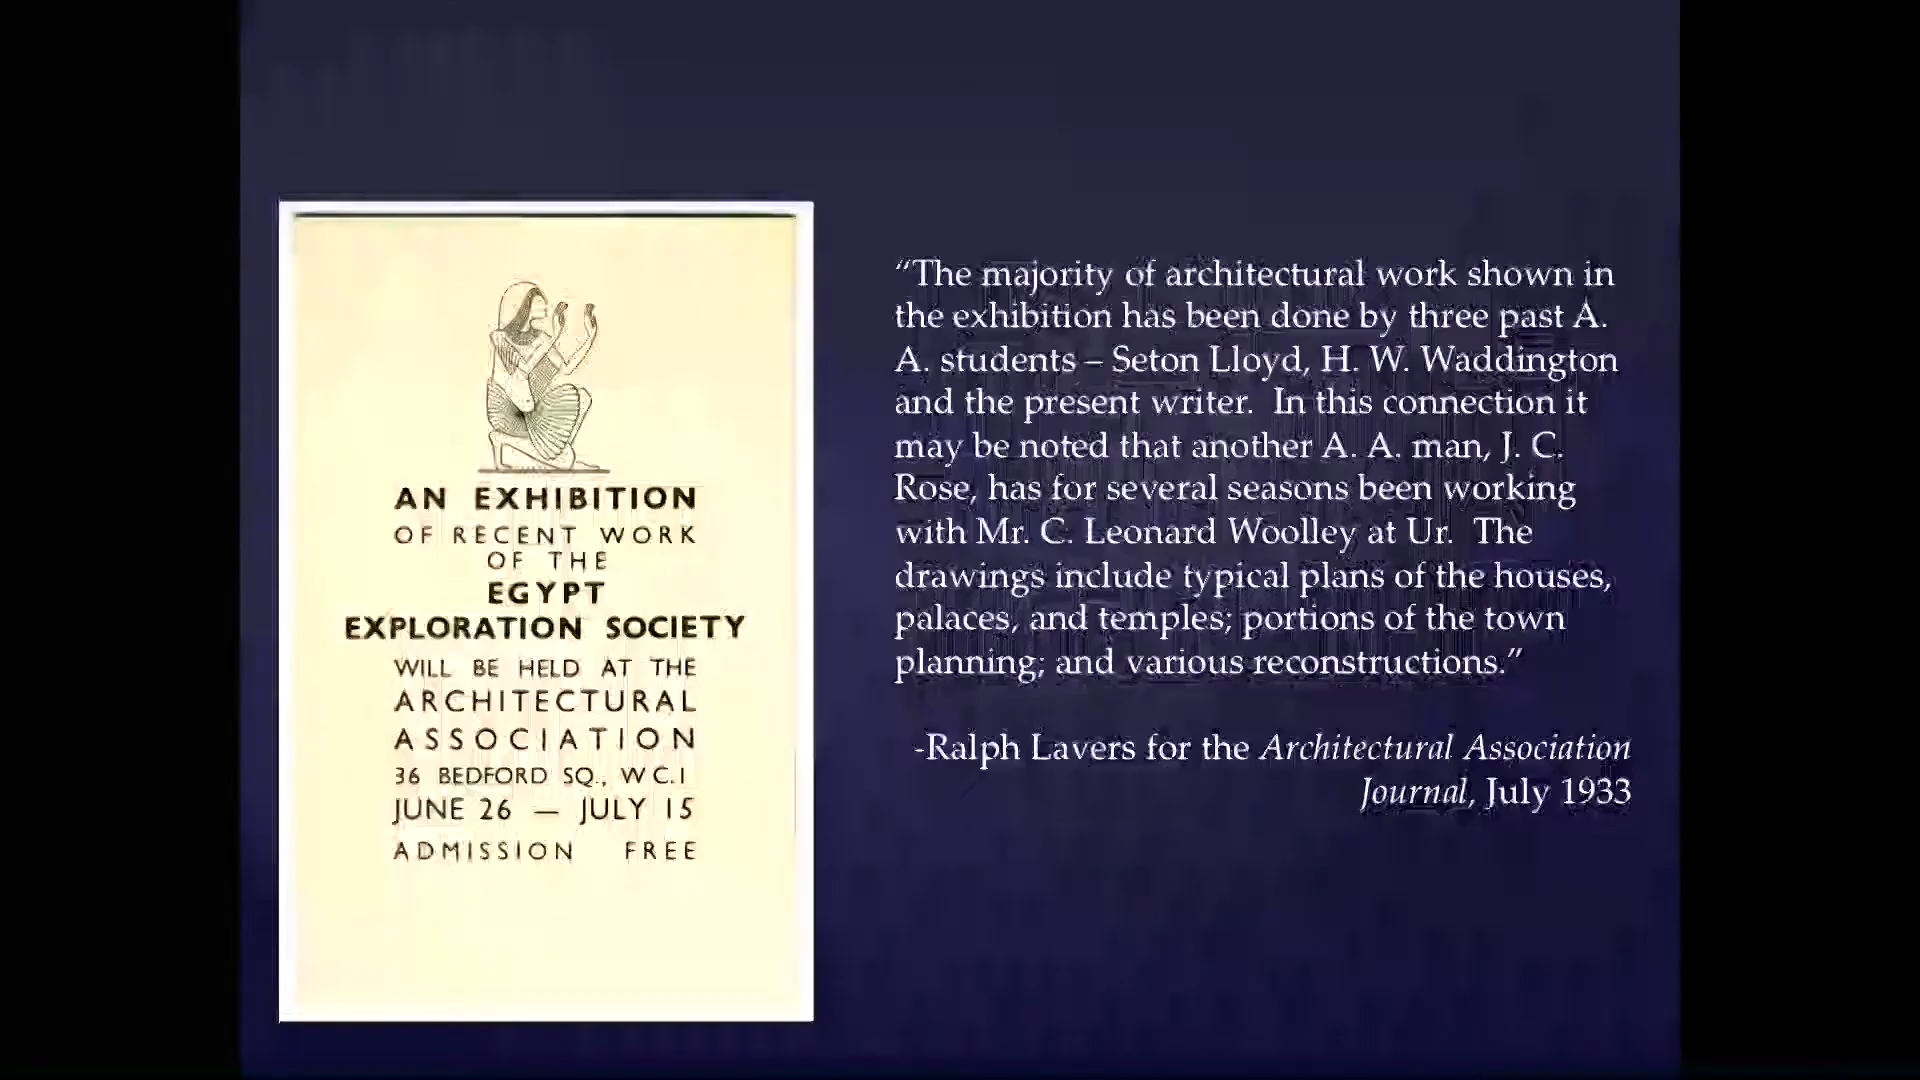 AN EXHIBITION
OF RECENT WORK
OF THE
EGYPT
EXPLORATION SOCIETY
WILL BE HELD AT THE
ARCHITECTURAL
ASSOCIATION
36 BEDFORD SQ., W.C.1
JUNE 26 — JULY 15
ADMISSION FREE
“The majority of architectural work shown in
the exhibition has been done by three past A.
A. students – Seton Lloyd, H. W. Waddington
and the present writer. In this connection it
may be noted that another A. A. man, J. C.
Rose, has for several seasons been working
with Mr. C. Leonard Woolley at Ur. The
drawings include typical plans of the houses,
palaces, and temples; portions of the town
planning; and various reconstructions.”
-Ralph Lavers for the Architectural Association
Journal, July 1933